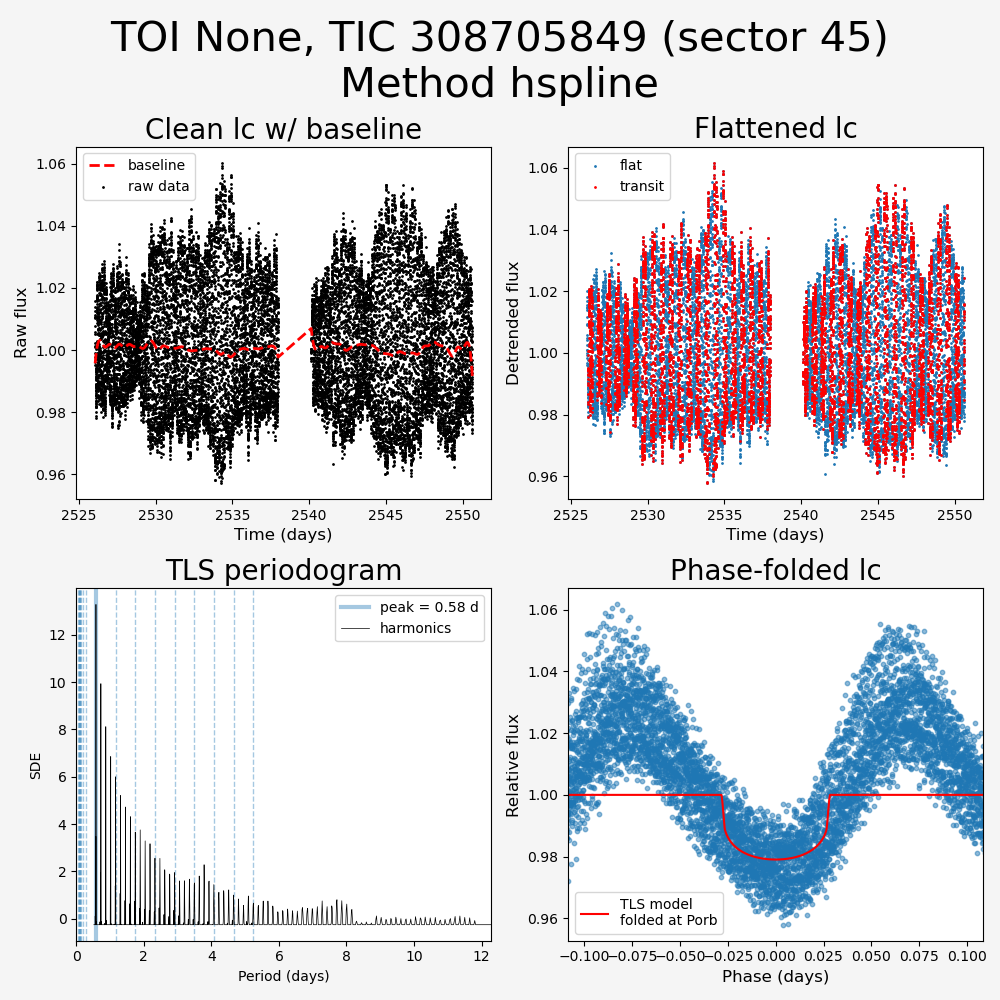 TOI None, TIC 308705849 (sector 45)
Method hspline
Clean lc w/ baseline
baseline
raw data
Raw flux
1.06
1.04
1.02
1.00
0.98
0.96
2525 2530 2535 2540 2545 2550
Time (days)
Flattened lc
flat
transit
Detrended flux
1.06
1.04
1.02
1.00
0.98
0.96
2525 2530 2535 2540 2545 2550
Time (days)
TLS periodogram
peak = 0.58 d
harmonics
SDE
12
10
8
6
4
2
0
0 2 4 6 8 10 12
Period (days)
Phase-folded lc
Relative flux
1.06
1.04
1.02
1.00
0.98
0.96
TLS model
folded at Porb
−0.100−0.075−0.050−0.025 0.000 0.025 0.050 0.075 0.100
Phase (days)